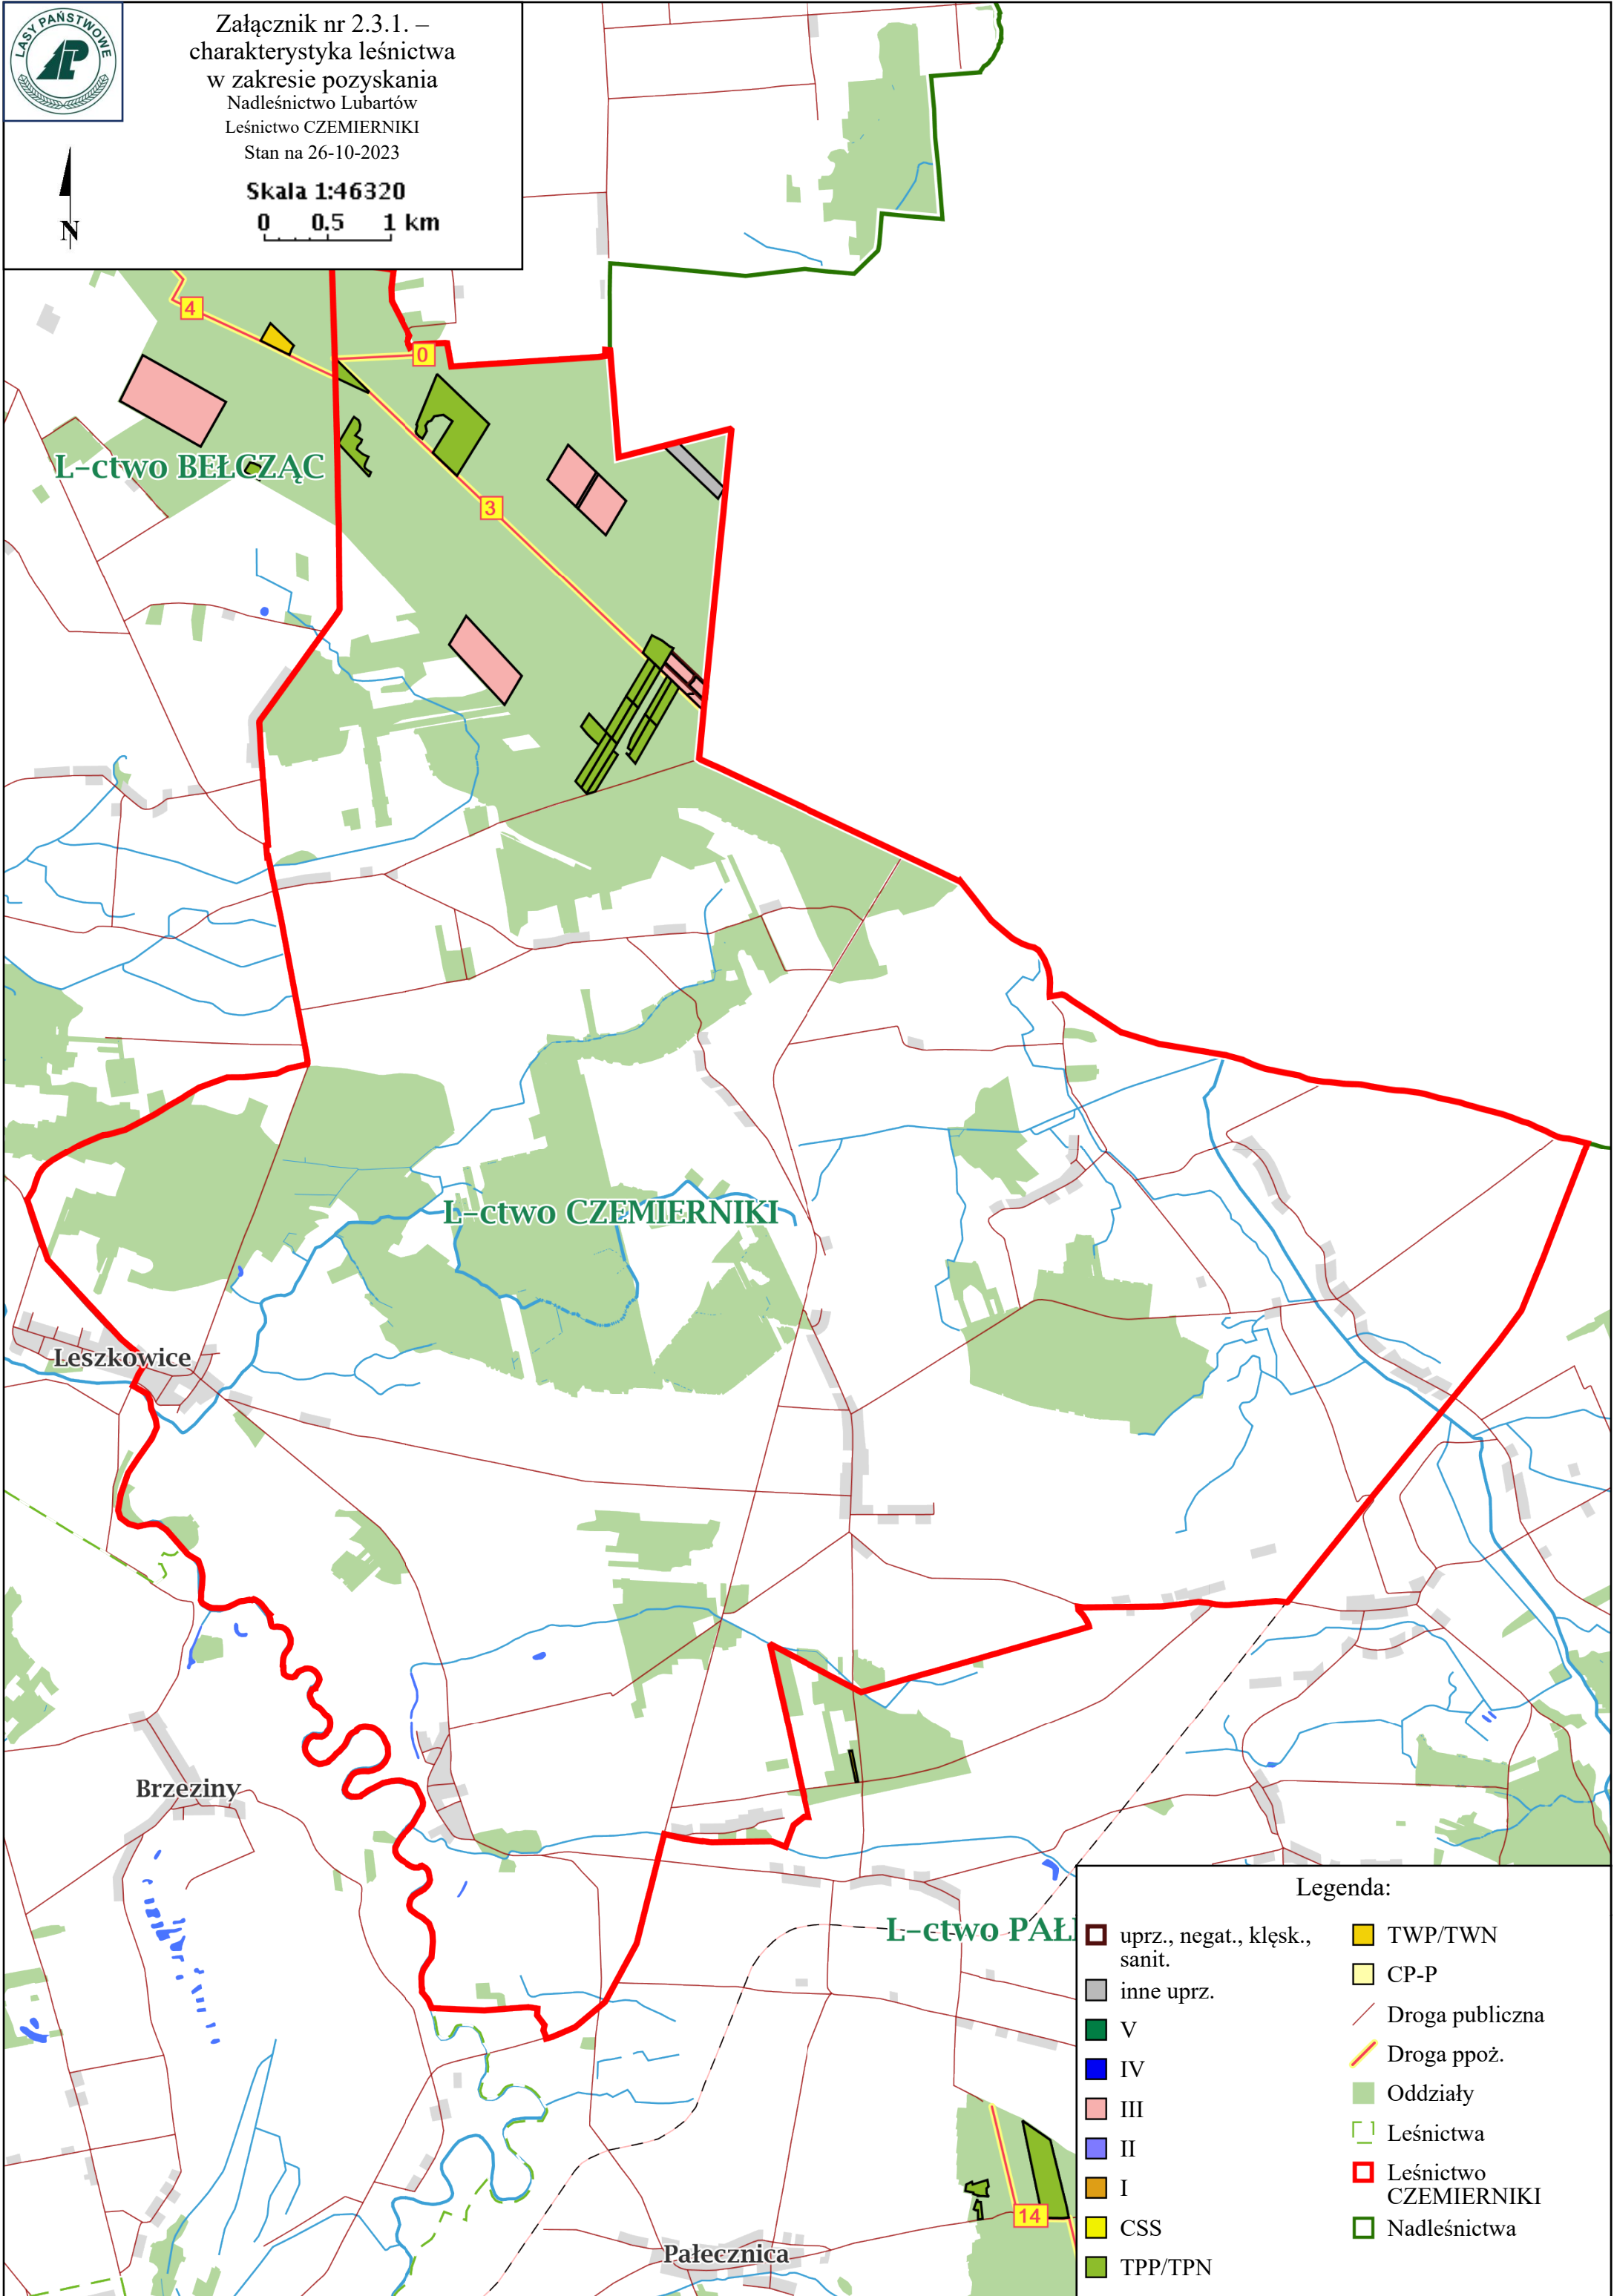 LASY PAŃSTWOWE
Załącznik nr 2.3.1. –
charakterystyka leśnictwa
w zakresie pozyskania
Nadleśnictwo Lubartów
Leśnictwo CZEMIERNIKI
Stan na 26-10-2023
Skala 1:46320
0 0.5 1 km
N
4
0
L-ctwo BEŁCZĄC
3
L-ctwo CZEMIERNIKI
Leszkowice
Brzeziny
L-ctwo PAŁ
14
Pałecznica
Legenda:
uprz., negat., klęsk.,
sanit.
inne uprz.
V
IV
III
II
I
CSS
TPP/TPN
TWP/TWN
CP-P
Droga publiczna
Droga ppoż.
Oddziały
Leśnictwa
Leśnictwo
CZEMIERNIKI
Nadleśnictwa